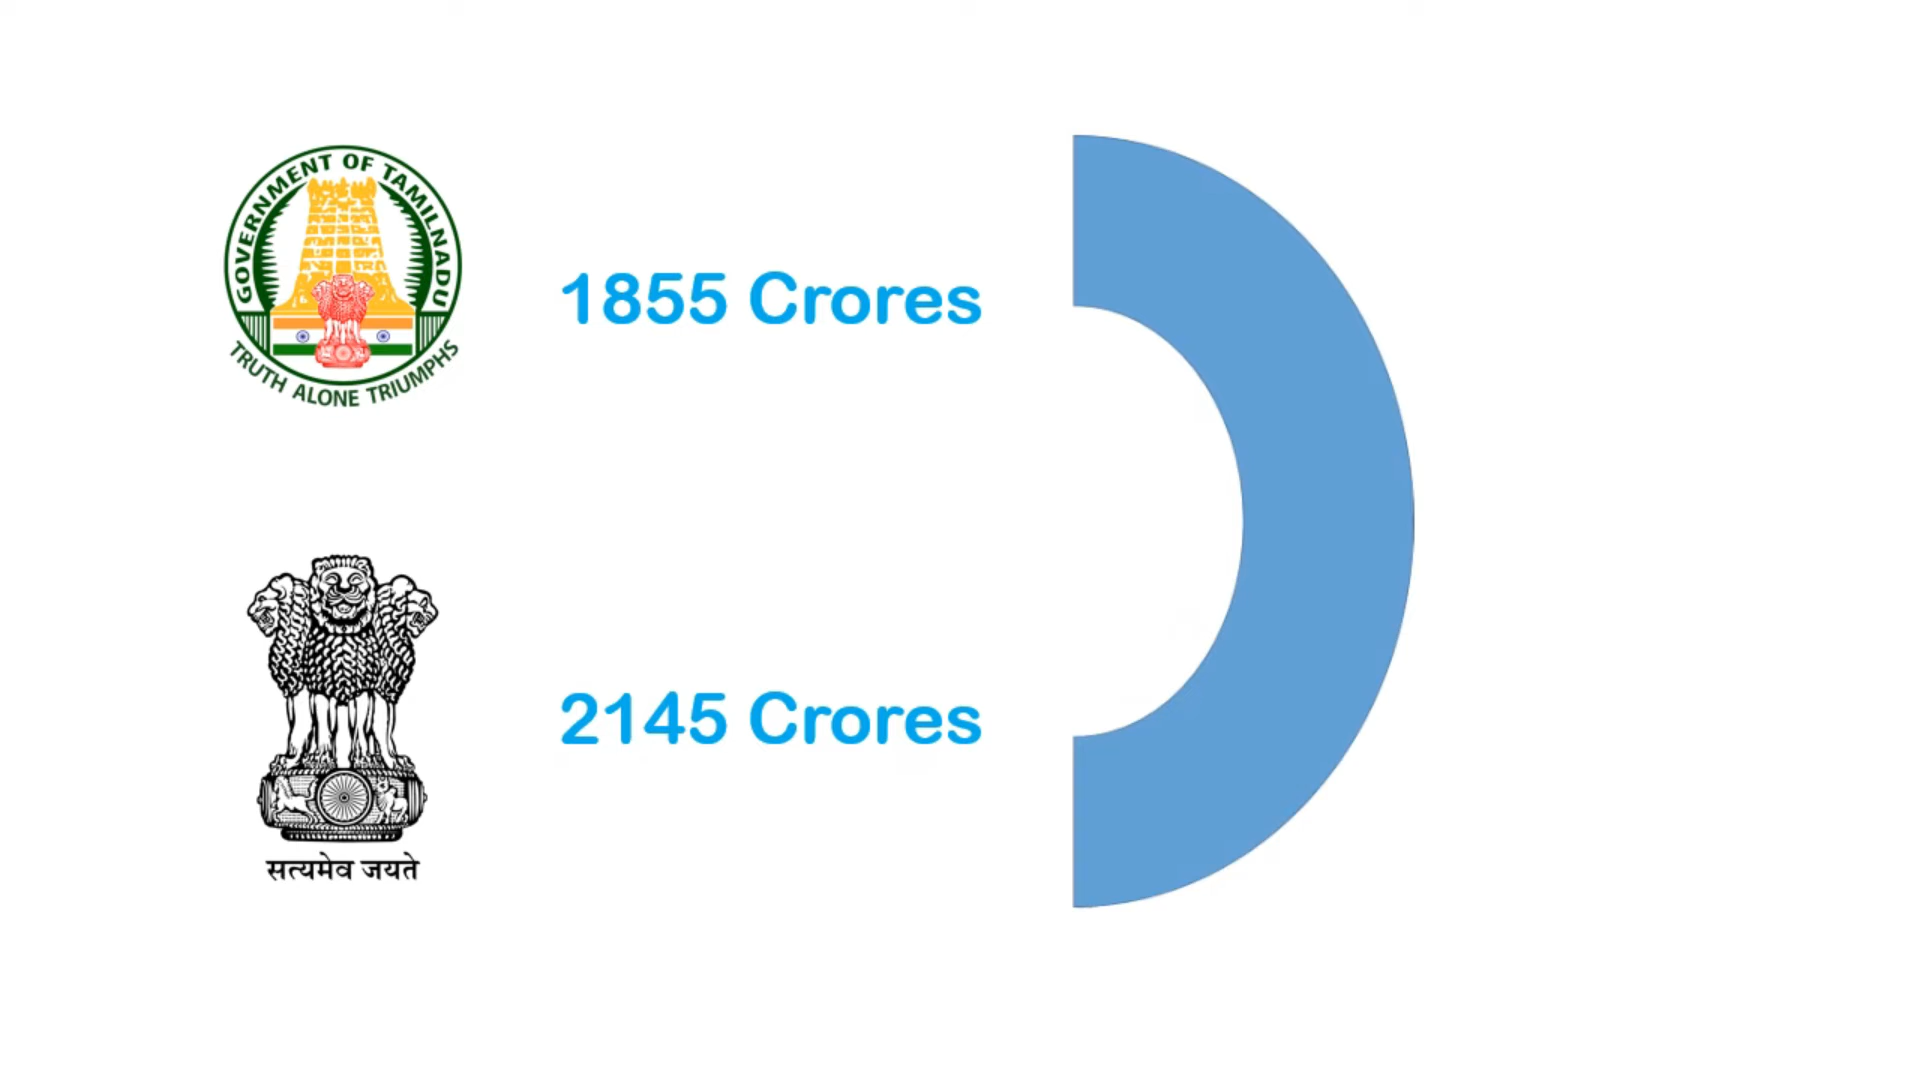 GOVERNMENT OF TAMILNADU
TRUTH ALONE TRIUMPHS
1855 Crores
2145 Crores
सत्यमेव जयते